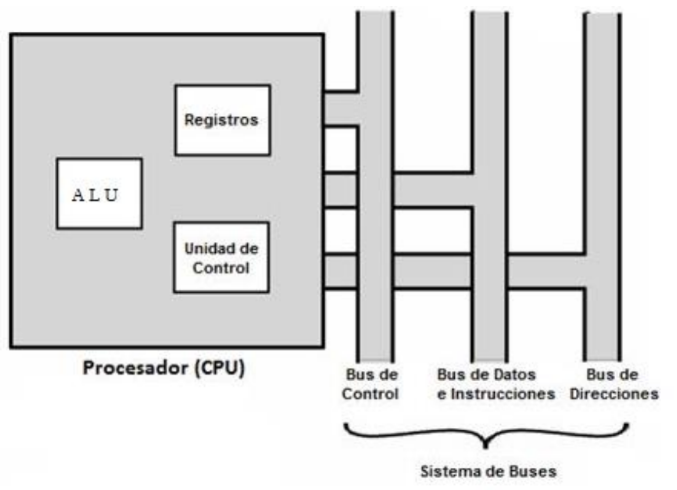 Registros
A L U
Unidad de
Control
Procesador (CPU)
Bus de
Control
Bus de Datos
e Instrucciones
Bus de
Direcciones
Sistema de Buses